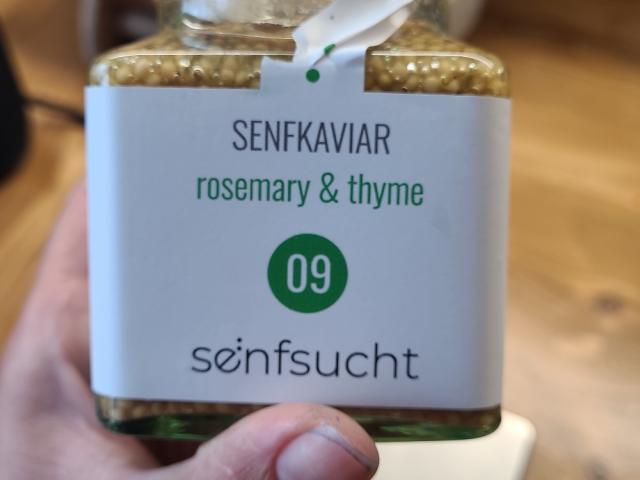 SENFKAVIAR
rosemary & thyme
09
senfsucht